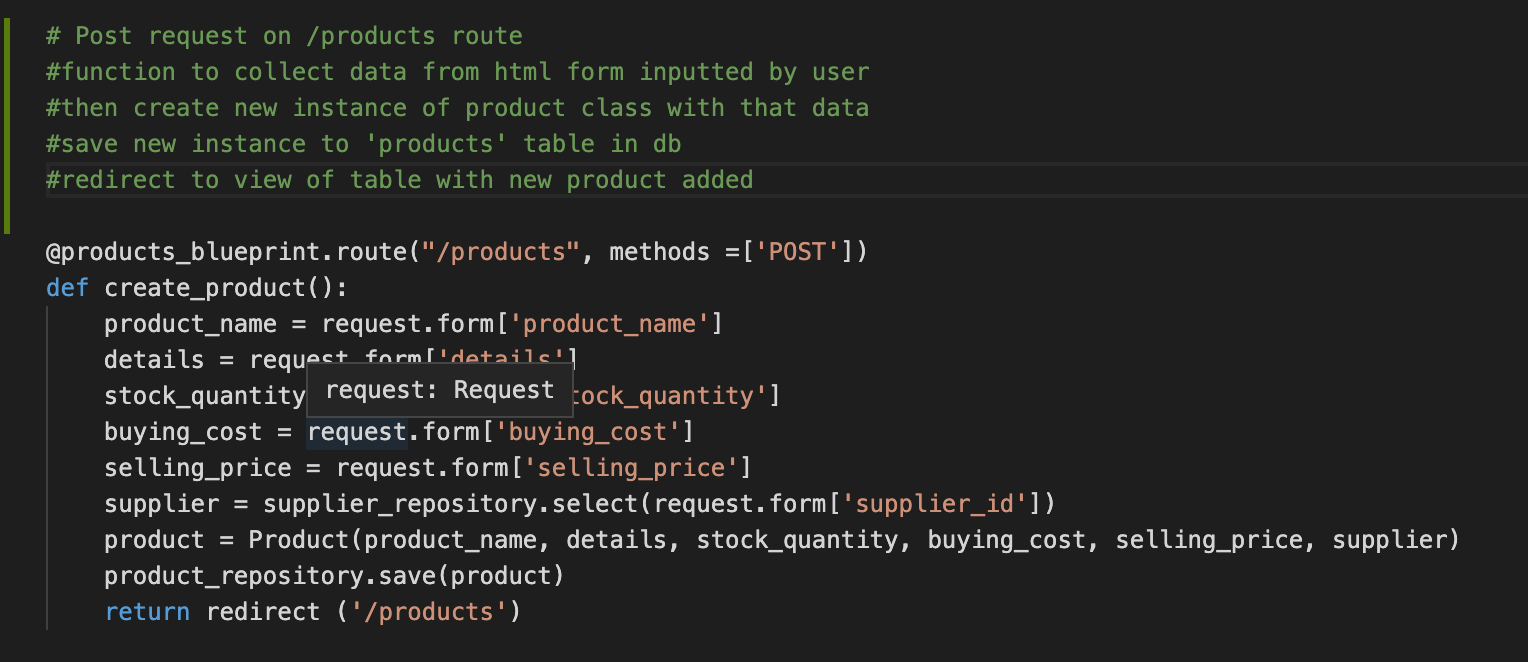 # Post request on /products route
#function to collect data from html form inputted by user
#then create new instance of product class with that data
#save new instance to 'products' table in db
#redirect to view of table with new product added
@products_blueprint.route("/products", methods =['POST'])
def create_product():
product_name = request.form['product_name']
details = request.form['details']
request: Request
stock_quantity tock_quantity']
buying_cost = request.form['buying_cost']
selling_price = request.form['selling_price']
supplier = supplier_repository.select(request.form['supplier_id'])
product = Product(product_name, details, stock_quantity, buying_cost, selling_price, supplier)
product_repository.save(product)
return redirect ('/products')